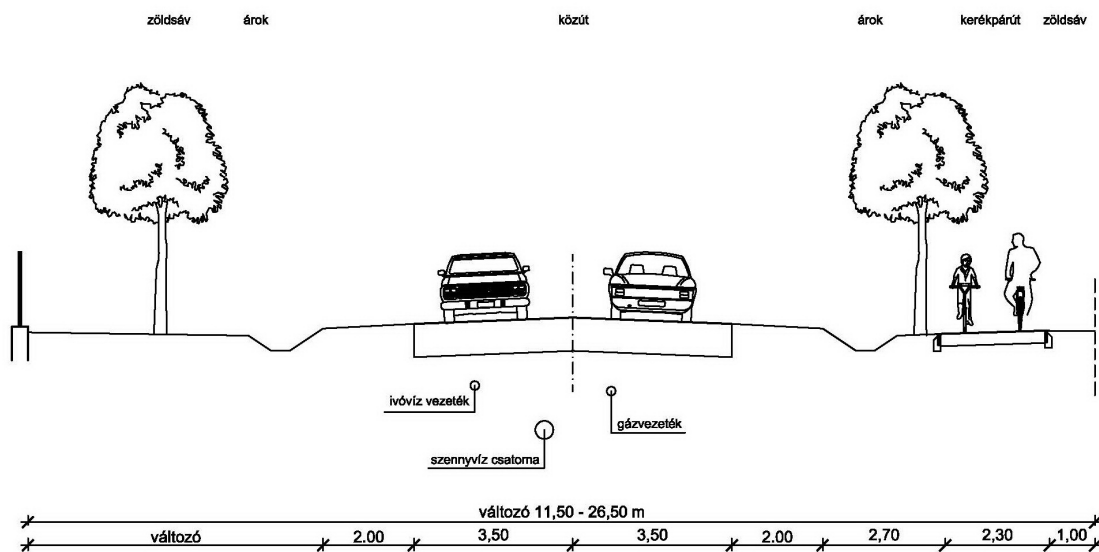 zöldsáv árok közút árok kerékpárút zöldsáv
ivóvíz vezeték
gázvezeték
szennyvíz csatorna
változó 11,50 - 26,50 m
változó 2.00 3,50 3,50 2.00 2,70 2,30 1,00